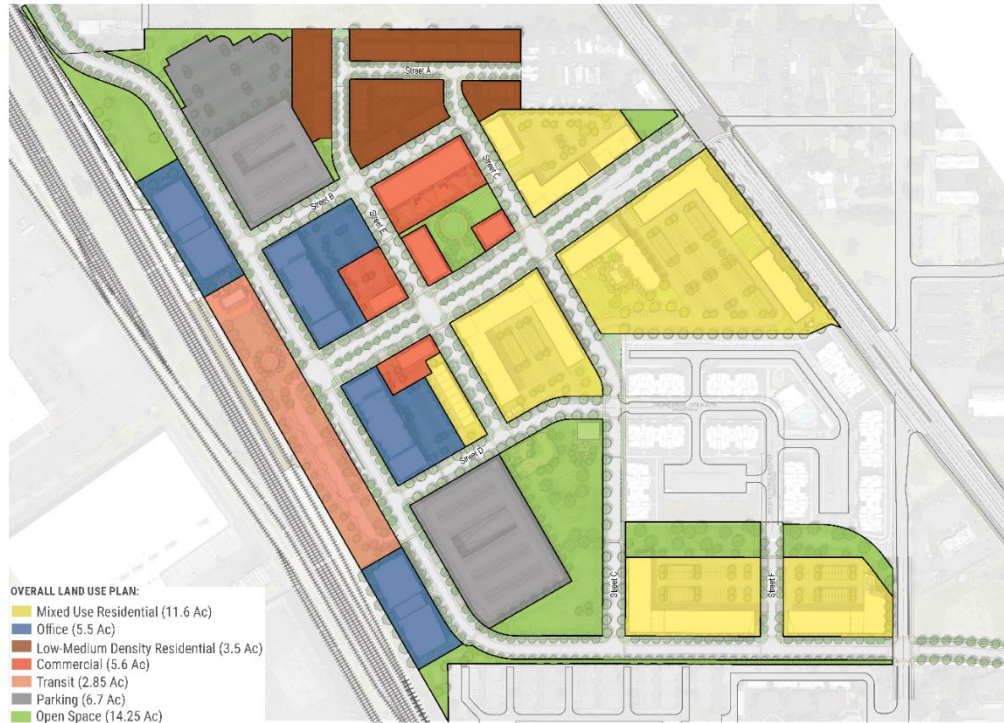 Street A
Street B
Street C
Street E
Street D
Street C
Street F
OVERALL LAND USE PLAN:
Mixed Use Residential (11.6 Ac)
Office (5.5 Ac)
Low-Medium Density Residential (3.5 Ac)
Commercial (5.6 Ac)
Transit (2.85 Ac)
Parking (6.7 Ac)
Open Space (14.25 Ac)